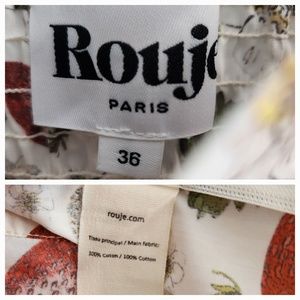 Rouje
PARIS
36
rouje.com
Tissu principal / Main fabric:
100% Coton / 100% Cotton